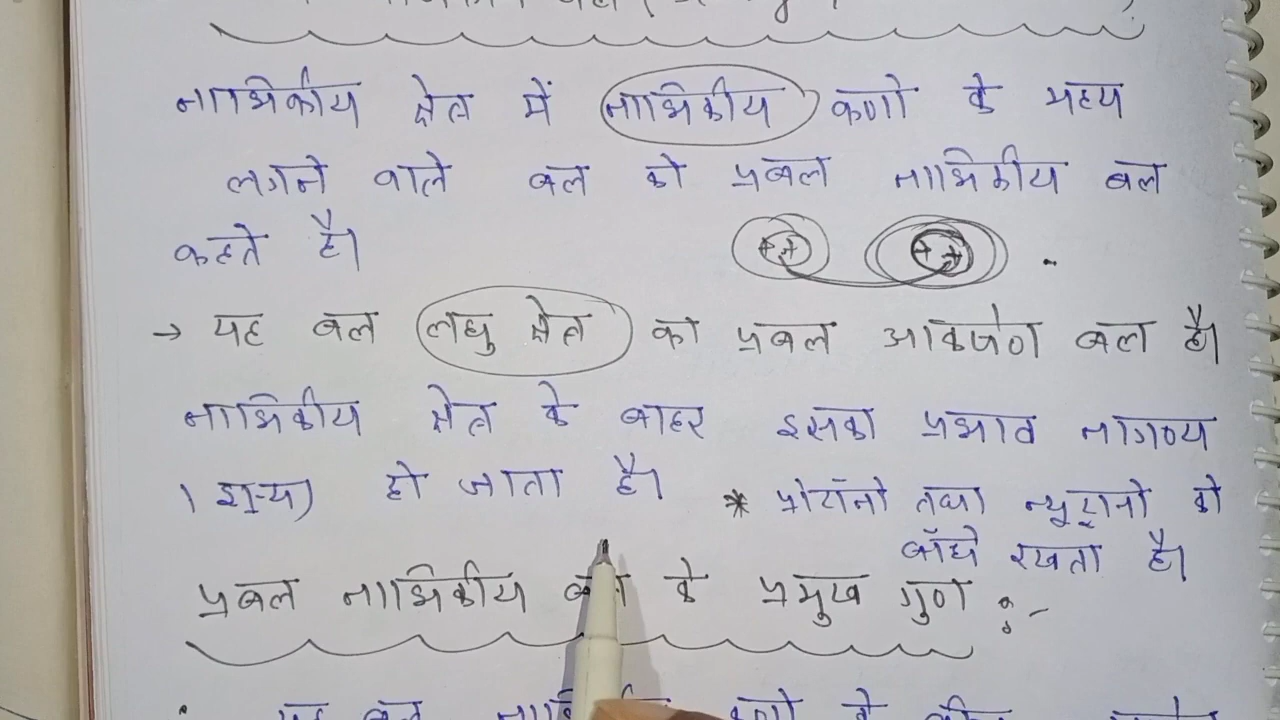 नाभिकीय क्षेत्र में नाभिकीय कणो के मध्य
लगने वाले बल को प्रबल नाभिकीय बल
कहते है।
++ ++
→ यह बल लघु क्षेत्र का प्रबल आकर्षण बल है।
नाभिकीय क्षेत्र के बाहर इसका प्रभाव नागण्य
(शून्य) हो जाता है।
* प्रोटॉनो तथा न्यूट्रानो को
बाँधे रखता है।
प्रबल नाभिकीय बल के प्रमुख गुण :-